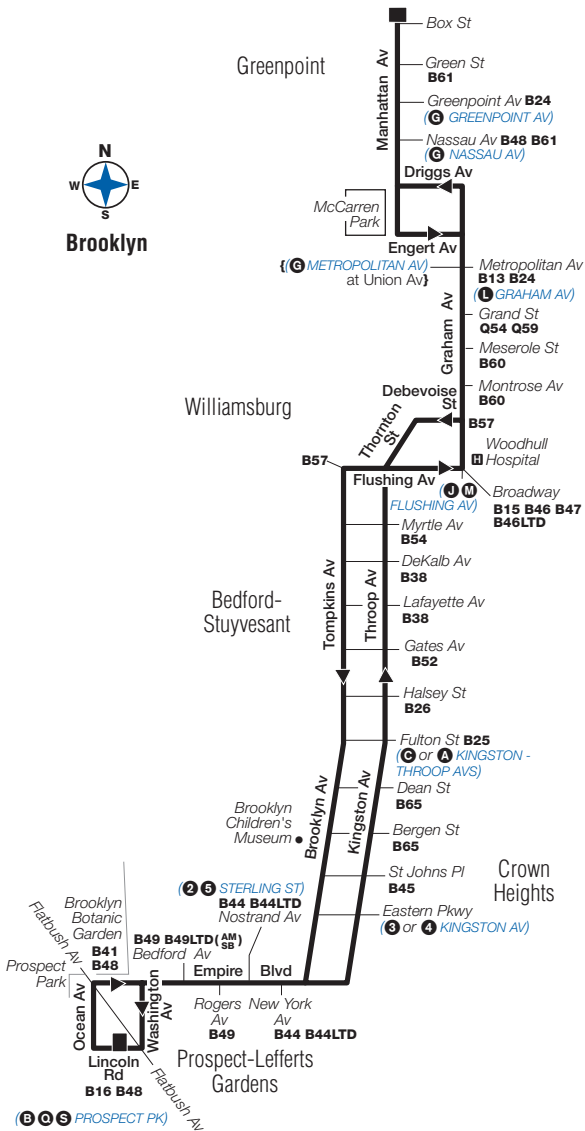 Box St
Greenpoint
Manhattan Av
Green St
B61
Greenpoint Av B24
(G GREENPOINT AV)
Nassau Av B48 B61
(G NASSAU AV)
N
W E
S
Brooklyn
Driggs Av
McCarren
Park
Engert Av
{(G METROPOLITAN AV)
at Union Av}
Metropolitan Av
B13 B24
(L GRAHAM AV)
Graham Av
Grand St
Q54 Q59
Meserole St
B60
Montrose Av
B60
Williamsburg
Debevoise
St
Thornton
St
B57
H Woodhull
Hospital
B57
Flushing Av
(J M
FLUSHING AV)
Broadway
B15 B46 B47
B46LTD
Myrtle Av
B54
DeKalb Av
B38
Bedford-
Stuyvesant
Tompkins Av
Throop Av
Lafayette Av
B38
Gates Av
B52
Halsey St
B26
Fulton St B25
(C or A KINGSTON -
THROOP AVS)
Dean St
B65
Brooklyn
Children's
Museum
Brooklyn Av
Kingston Av
Bergen St
B65
St Johns Pl
B45
Crown
Heights
Eastern Pkwy
(3 or 4 KINGSTON AV)
(2 5 STERLING ST)
B44 B44LTD
Nostrand Av
Flatbush Av
Brooklyn
Botanic
Garden
B41
B48
B49 B49LTD(AM
SB)
Bedford Av
Prospect
Park
Ocean Av
Washington
Av
Empire Blvd
Rogers
Av
B49
New York
Av
B44 B44LTD
Lincoln
Rd
B16 B48
Flatbush Av
Prospect-Lefferts
Gardens
(B Q S PROSPECT PK)